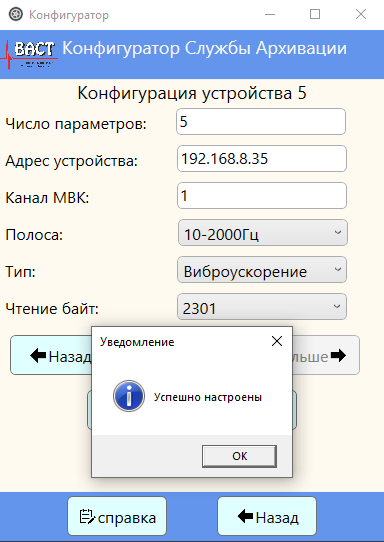 Конфигуратор
ВАСТ Конфигуратор Службы Архивации
Конфигурация устройства 5
Число параметров: 5
Адрес устройства: 192.168.8.35
Канал МВК: 1
Полоса: 10-2000Гц
Тип: Виброускорение
Чтение байт: 2301
Назад
льше
Уведомление
Успешно настроены
ОК
справка
Назад